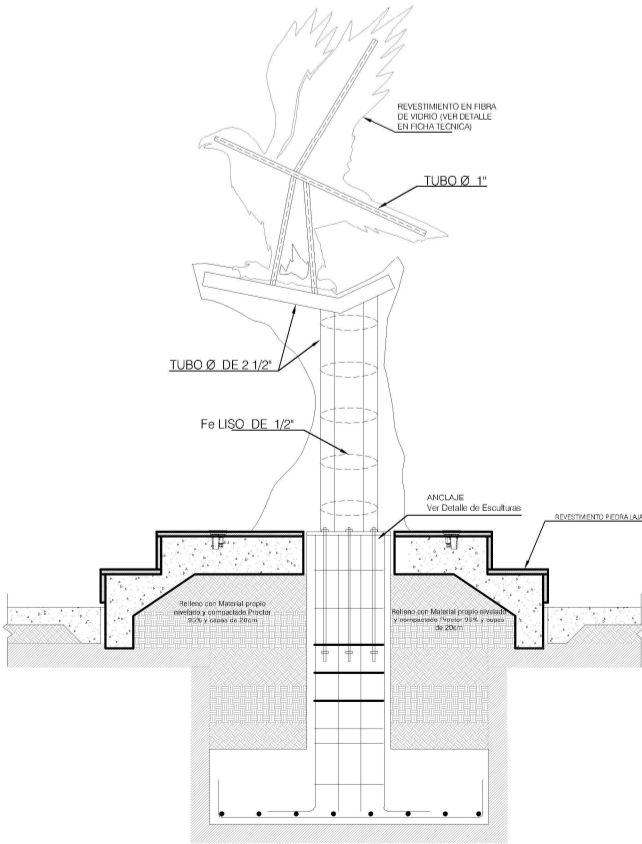 REVESTIMIENTO EN FIBRA
DE VIDRIO (VER DETALLE
EN FICHA TECNICA)
TUBO Ø 1"
TUBO Ø DE 2 1/2"
Fe LISO DE 1/2"
ANCLAJE
Ver Detalle de Esculturas
REVESTIMIENTO PIEDRA LAJA
Relleno con Material propio
nivelado y compactado Proctor
95% y capas de 20cm
Relleno con Material propio nivelado
y compactado Proctor 95% y capas
de 20cm